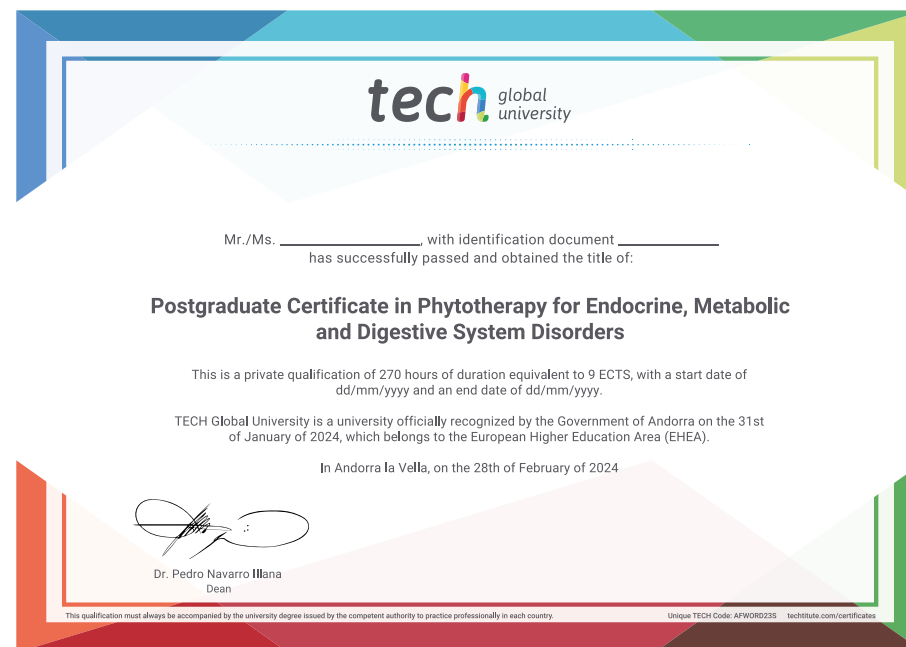 tech global university
Mr./Ms. ____________________, with identification document ______________
has successfully passed and obtained the title of:
Postgraduate Certificate in Phytotherapy for Endocrine, Metabolic
and Digestive System Disorders
This is a private qualification of 270 hours of duration equivalent to 9 ECTS, with a start date of
dd/mm/yyyy and an end date of dd/mm/yyyy.
TECH Global University is a university officially recognized by the Government of Andorra on the 31st
of January of 2024, which belongs to the European Higher Education Area (EHEA).
In Andorra la Vella, on the 28th of February of 2024
Dr. Pedro Navarro Illana
Dean
This qualification must always be accompanied by the university degree issued by the competent authority to practice professionally in each country. Unique TECH Code: AFWORD23S techtitute.com/certificates